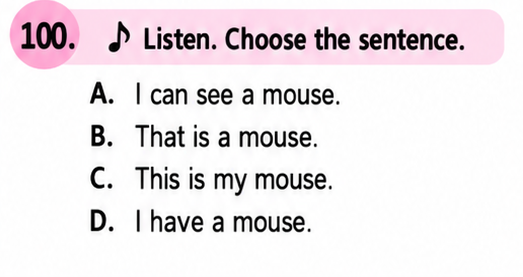 100. ♪ Listen. Choose the sentence.
A. I can see a mouse.
B. That is a mouse.
C. This is my mouse.
D. I have a mouse.